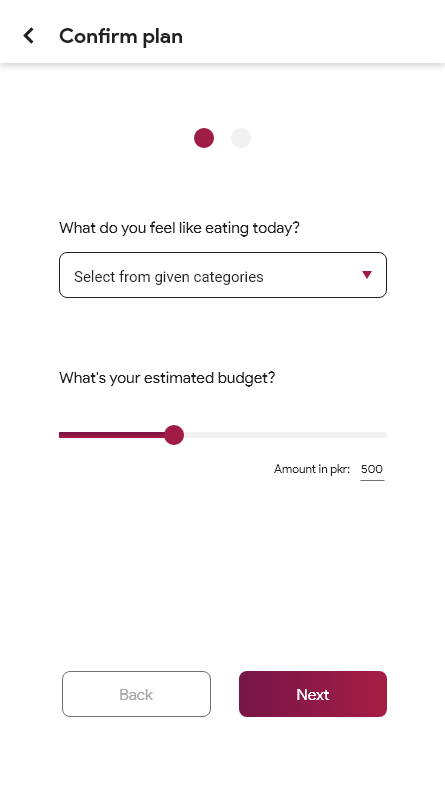 Confirm plan
What do you feel like eating today?
Select from given categories
What's your estimated budget?
Amount in pkr: 500
Back
Next